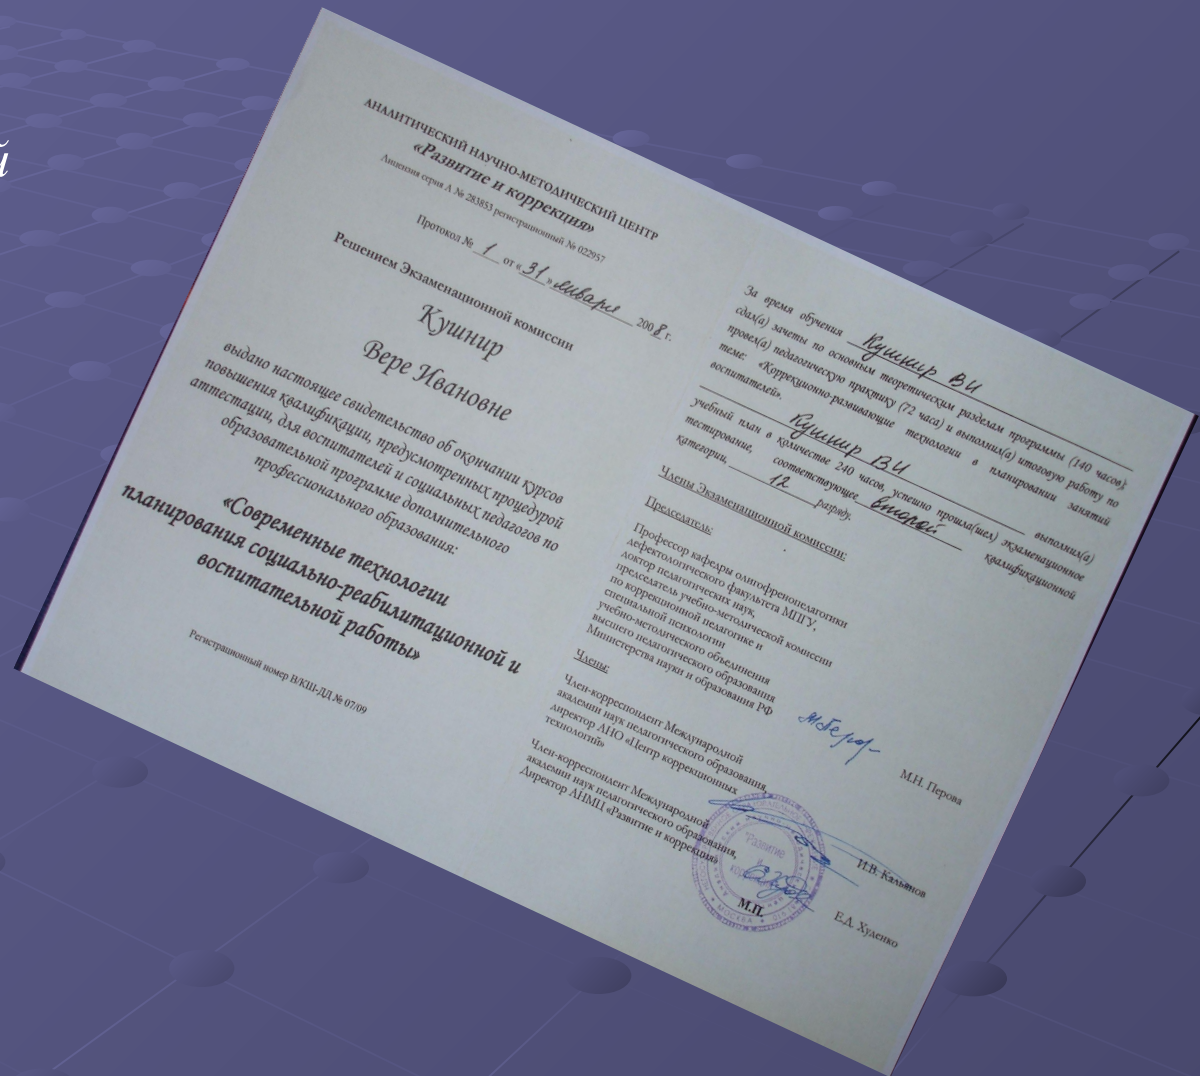 й
АНАЛИТИЧЕСКИЙ НАУЧНО-МЕТОДИЧЕСКИЙ ЦЕНТР
«Развитие и коррекция»
Лицензия серия А № 283853 регистрационный № 022957
Протокол № 1 от «31» января 2008 г.
Решением Экзаменационной комиссии
Кушнир
Вере Ивановне
выдано настоящее свидетельство об окончании курсов
повышения квалификации, предусмотренных процедурой
аттестации, для воспитателей и социальных педагогов по
образовательной программе дополнительного
профессионального образования:
«Современные технологии
планирования социально-реабилитационной и
воспитательной работы»
Регистрационный номер В/КШ-ДД № 07/09
За время обучения Кушнир ВИ
сдал(а) зачеты по основным теоретическим разделам программы (140 часов);
провел(а) педагогическую практику (72 часа) и выполнил(а) итоговую работу по
теме: «Коррекционно-развивающие технологии в планировании занятий
воспитателей».
Кушнир ВИ выполнил(а)
учебный план в количестве 240 часов, успешно прошла(шел) экзаменационное
тестирование, соответствующее второй квалификационной
категории, 12 разряду.
Члены Экзаменационной комиссии:
Председатель:
Профессор кафедры олигофренопедагогики
дефектологического факультета МПГУ,
доктор педагогических наук,
председатель учебно-методической комиссии
по коррекционной педагогике и
специальной психологии
учебно-методического объединения
высшего педагогического образования
Министерства науки и образования РФ
М.Н. Перова
Члены:
Член-корреспондент Международной
академии наук педагогического образования,
директор АНО «Центр коррекционных
технологий»
И.В. Кальянов
Член-корреспондент Международной
академии наук педагогического образования,
Директор АНМЦ «Развитие и коррекция»
Е.Д. Худенко
"Развитие
и
М.П.
МОСКВА